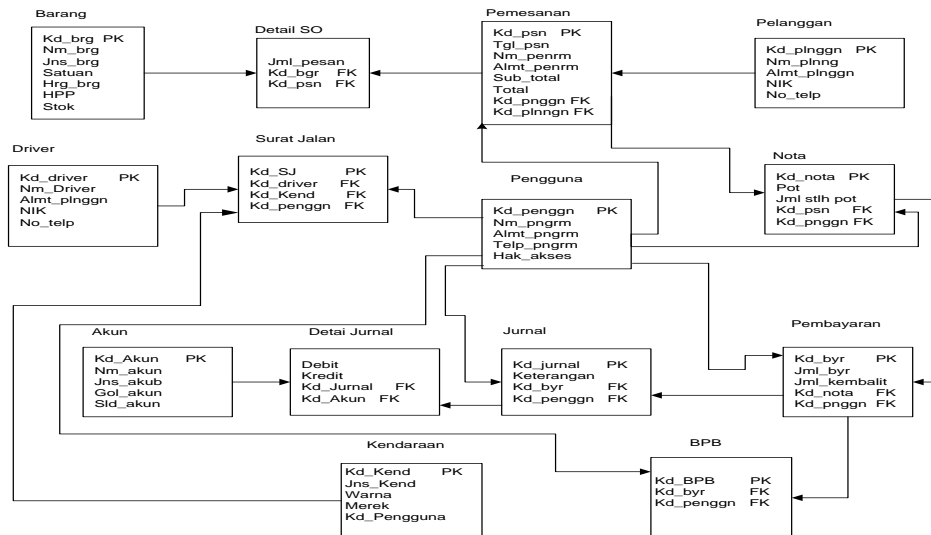 Barang
Kd_brg PK
Nm_brg
Jns_brg
Satuan
Hrg_brg
HPP
Stok
Detail SO
Jml_pesan
Kd_bgr FK
Kd_psn FK
Pemesanan
Kd_psn PK
Tgl_psn
Nm_penrm
Almt_penrm
Sub_total
Total
Kd_pnggn FK
Kd_plnngn FK
Pelanggan
Kd_plnggn PK
Nm_plnng
Almt_plnggn
NIK
No_telp
Driver
Kd_driver PK
Nm_Driver
Almt_plnggn
NIK
No_telp
Surat Jalan
Kd_SJ PK
Kd_driver FK
Kd_Kend FK
Kd_penggn FK
Pengguna
Kd_penggn PK
Nm_pngrm
Almt_pngrm
Telp_pngrm
Hak_akses
Nota
Kd_nota PK
Pot
Jml stlh pot
Kd_psn FK
Kd_pnggn FK
Akun
Kd_Akun PK
Nm_akun
Jns_akub
Gol_akun
Sld_akun
Detai Jurnal
Debit
Kredit
Kd_Jurnal FK
Kd_Akun FK
Jurnal
Kd_jurnal PK
Keterangan
Kd_byr FK
Kd_penggn FK
Pembayaran
Kd_byr PK
Jml_byr
Jml_kembalit
Kd_nota FK
Kd_pnggn FK
Kendaraan
Kd_Kend PK
Jns_Kend
Warna
Merek
Kd_Pengguna
BPB
Kd_BPB PK
Kd_byr FK
Kd_penggn FK